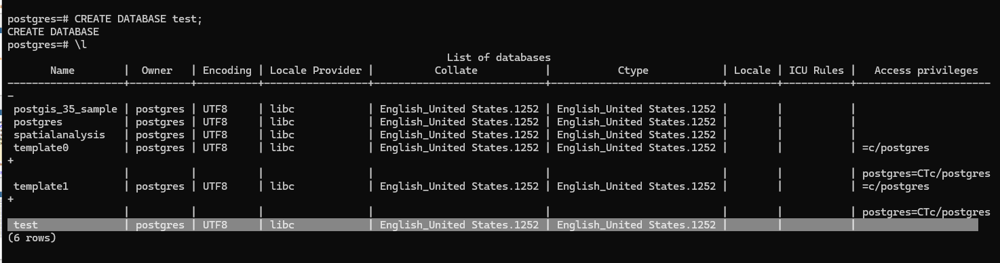 postgres=# CREATE DATABASE test;
CREATE DATABASE
postgres=# \l
                                                                        List of databases
       Name        |  Owner   | Encoding | Locale Provider |          Collate           |           Ctype            | Locale | ICU Rules |   Access privileges
-------------------+----------+----------+-----------------+----------------------------+----------------------------+--------+-----------+----------------------
-
 postgis_35_sample | postgres | UTF8     | libc            | English_United States.1252 | English_United States.1252 |        |           |
 postgres          | postgres | UTF8     | libc            | English_United States.1252 | English_United States.1252 |        |           |
 spatialanalysis   | postgres | UTF8     | libc            | English_United States.1252 | English_United States.1252 |        |           |
 template0         | postgres | UTF8     | libc            | English_United States.1252 | English_United States.1252 |        |           | =c/postgres
+
                   |          |          |                 |                            |                            |        |           | postgres=CTc/postgres
 template1         | postgres | UTF8     | libc            | English_United States.1252 | English_United States.1252 |        |           | =c/postgres
+
                   |          |          |                 |                            |                            |        |           | postgres=CTc/postgres
 test              | postgres | UTF8     | libc            | English_United States.1252 | English_United States.1252 |        |           |
(6 rows)